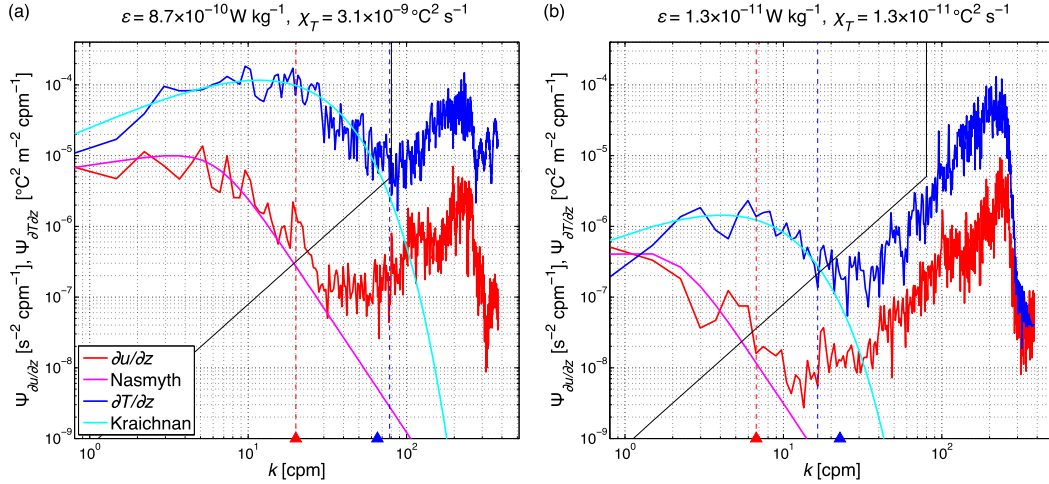 (a) ε = 8.7×10⁻¹⁰ W kg⁻¹, χ_T = 3.1×10⁻⁹ °C² s⁻¹
10⁻⁴
10⁻⁵
10⁻⁶
10⁻⁷
10⁻⁸
10⁻⁹
Ψ_∂u/∂z [s⁻² cpm⁻¹], Ψ_∂T/∂z [°C² m⁻² cpm⁻¹]
∂u/∂z
Nasmyth
∂T/∂z
Kraichnan
10⁰ 10¹ 10²
k [cpm]
(b) ε = 1.3×10⁻¹¹ W kg⁻¹, χ_T = 1.3×10⁻¹¹ °C² s⁻¹
10⁻⁴
10⁻⁵
10⁻⁶
10⁻⁷
10⁻⁸
10⁻⁹
Ψ_∂u/∂z [s⁻² cpm⁻¹], Ψ_∂T/∂z [°C² m⁻² cpm⁻¹]
10⁰ 10¹ 10²
k [cpm]